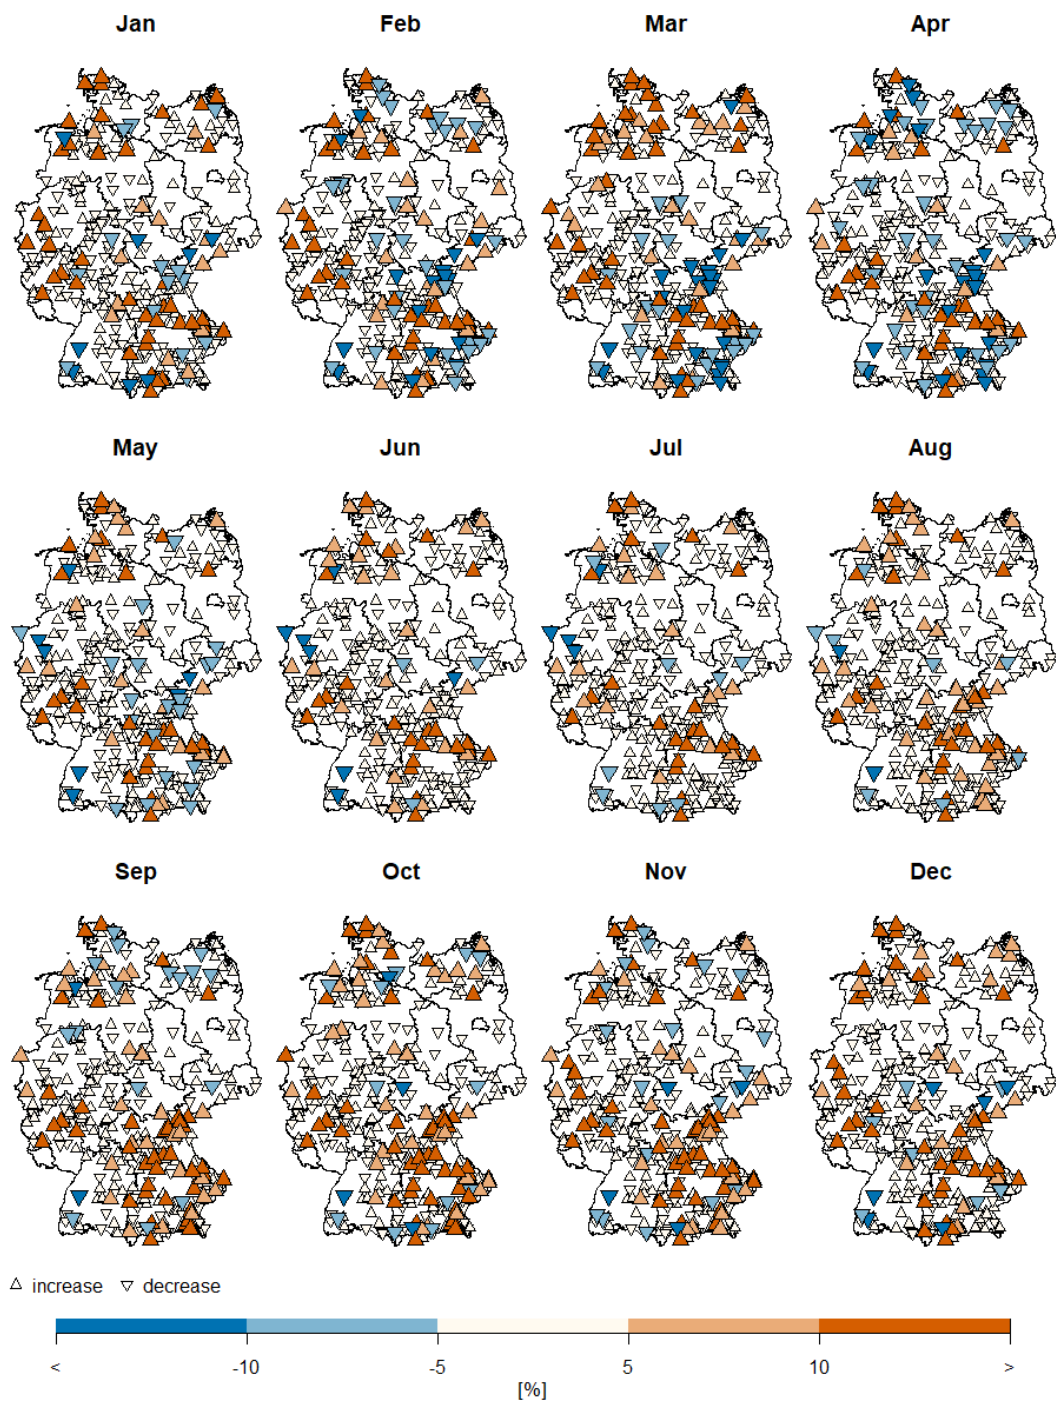 Jan Feb Mar Apr
May Jun Jul Aug
Sep Oct Nov Dec
△ increase ▽ decrease
< -10 -5 5 10 >
[%]